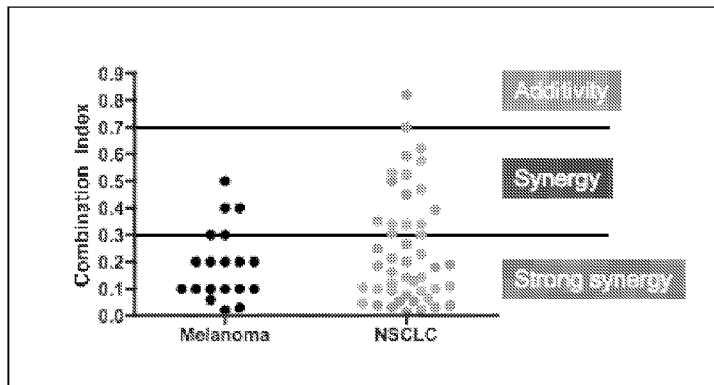 0.9
Additivity
0.8
0.7
0.6
Synergy
0.5
0.4
0.3
0.2
Strong synergy
0.1
0.0
Combination Index
Melanoma
NSCLC